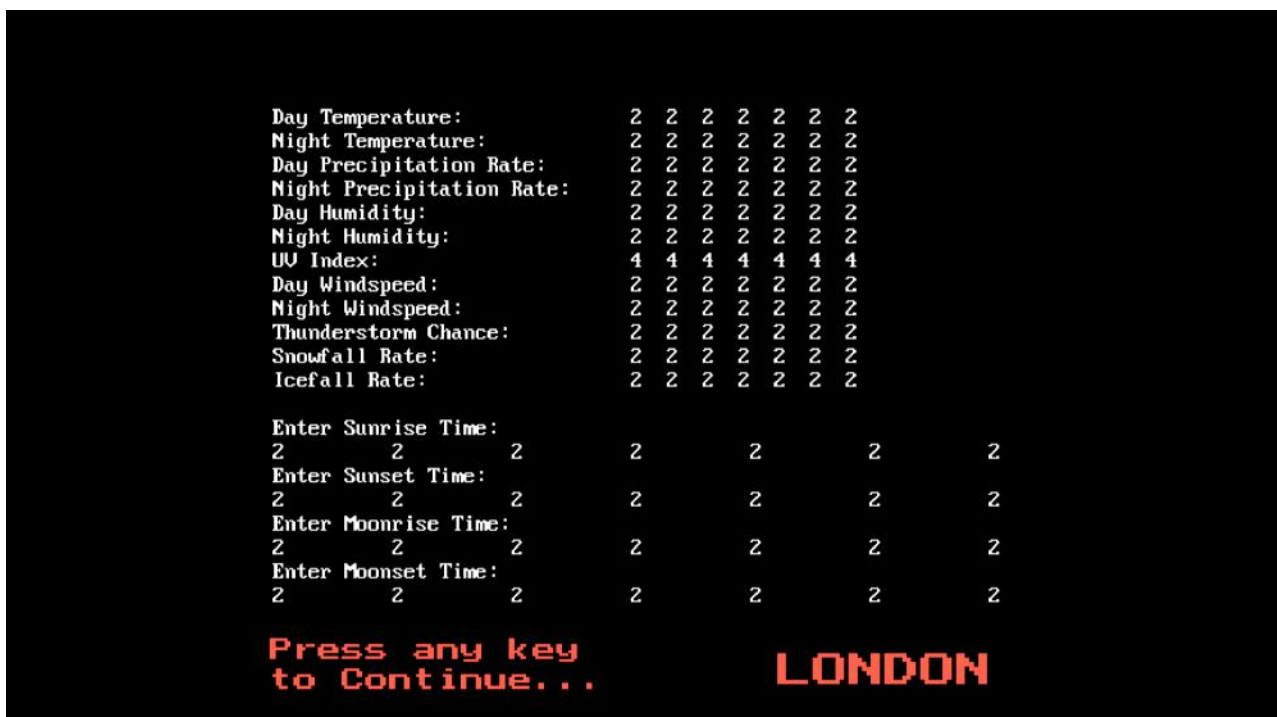 Day Temperature: 2 2 2 2 2 2 2
Night Temperature: 2 2 2 2 2 2 2
Day Precipitation Rate: 2 2 2 2 2 2 2
Night Precipitation Rate: 2 2 2 2 2 2 2
Day Humidity: 2 2 2 2 2 2 2
Night Humidity: 2 2 2 2 2 2 2
UV Index: 4 4 4 4 4 4 4
Day Windspeed: 2 2 2 2 2 2 2
Night Windspeed: 2 2 2 2 2 2 2
Thunderstorm Chance: 2 2 2 2 2 2 2
Snowfall Rate: 2 2 2 2 2 2 2
Icefall Rate: 2 2 2 2 2 2 2
Enter Sunrise Time:
2 2 2 2 2 2 2
Enter Sunset Time:
2 2 2 2 2 2 2
Enter Moonrise Time:
2 2 2 2 2 2 2
Enter Moonset Time:
2 2 2 2 2 2 2
Press any key
to Continue...
LONDON